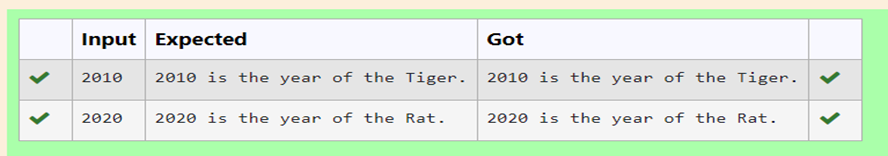 Input Expected Got
2010 2010 is the year of the Tiger. 2010 is the year of the Tiger.
2020 2020 is the year of the Rat. 2020 is the year of the Rat.